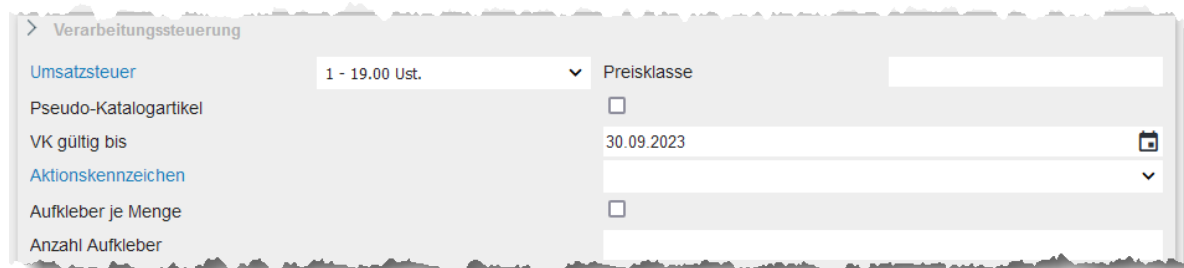 Verarbeitungssteuerung
Umsatzsteuer 1 - 19.00 Ust. Preisklasse
Pseudo-Katalogartikel
VK gültig bis 30.09.2023
Aktionskennzeichen
Aufkleber je Menge
Anzahl Aufkleber